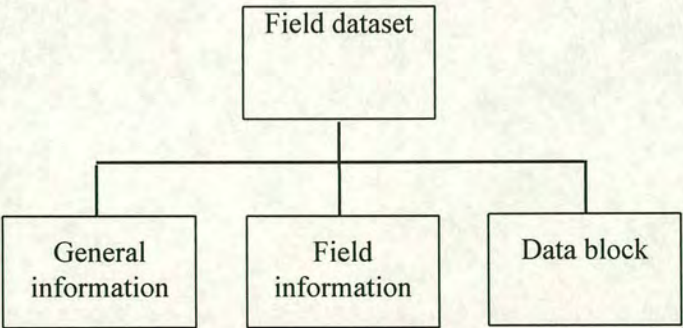 Field dataset
General
information
Field
information
Data block